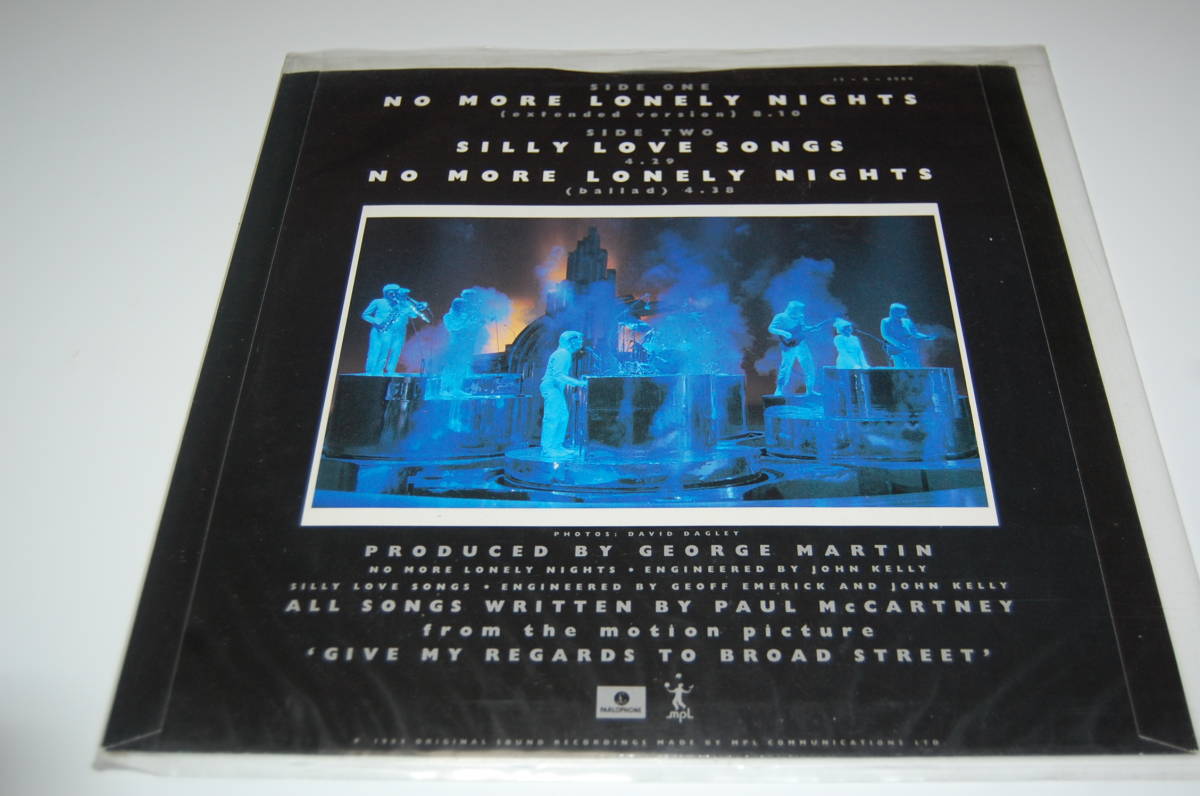 SIDE ONE
NO MORE LONELY NIGHTS
(extended version) 8.10
SIDE TWO
SILLY LOVE SONGS
4.29
NO MORE LONELY NIGHTS
(ballad) 4.38
PHOTOS: DAVID DAGLEY
PRODUCED BY GEORGE MARTIN
NO MORE LONELY NIGHTS • ENGINEERED BY JOHN KELLY
SILLY LOVE SONGS • ENGINEERED BY GEOFF EMERICK AND JOHN KELLY
ALL SONGS WRITTEN BY PAUL McCARTNEY
from the motion picture
‘GIVE MY REGARDS TO BROAD STREET’
PARLOPHONE
mpl
ORIGINAL SOUND RECORDINGS MADE BY MPL COMMUNICATIONS LTD